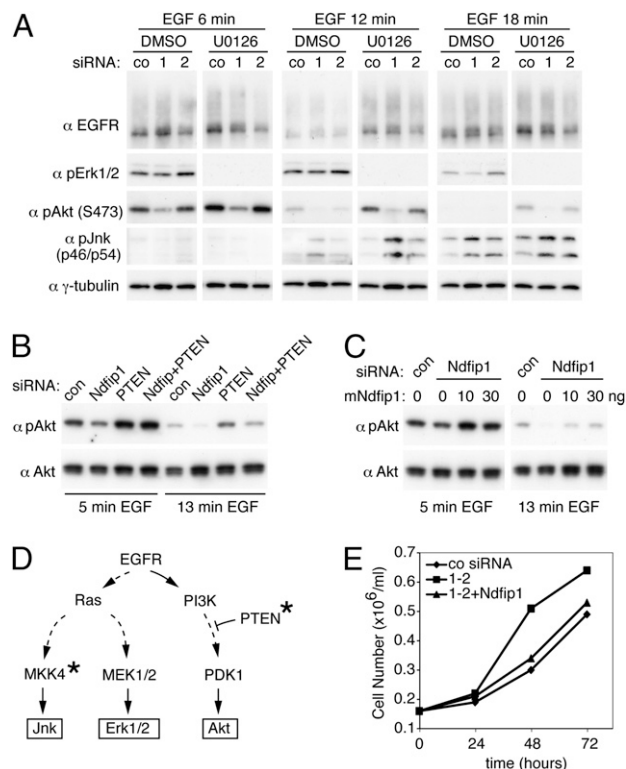 A
EGF 6 min EGF 12 min EGF 18 min
DMSO U0126 DMSO U0126 DMSO U0126
siRNA: co 1 2 co 1 2 co 1 2 co 1 2 co 1 2 co 1 2
α EGFR
α pErk1/2
α pAkt (S473)
α pJnk
(p46/p54)
α γ-tubulin
B
siRNA: con Ndfip1 PTEN Ndfip+PTEN con Ndfip1 PTEN Ndfip+PTEN
α pAkt
α Akt
5 min EGF 13 min EGF
C
siRNA: con Ndfip1 con Ndfip1
mNdfip1: 0 0 10 30 0 0 10 30 ng
α pAkt
α Akt
5 min EGF 13 min EGF
D
EGFR
Ras PI3K
PTEN*
MKK4* MEK1/2 PDK1
Jnk Erk1/2 Akt
E
Cell Number (x10⁶/ml)
0.7
0.6
0.5
0.4
0.3
0.2
0.1
co siRNA
1-2
1-2+Ndfip1
0 24 48 72
time (hours)